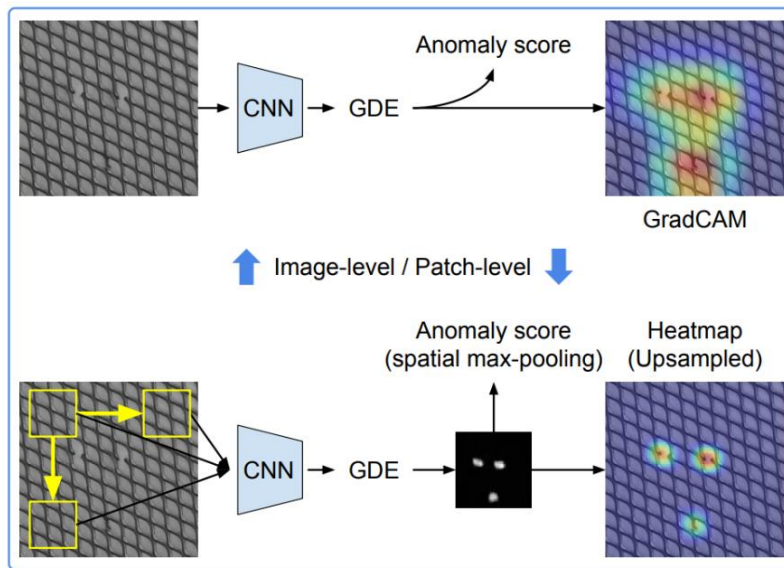 Anomaly score
CNN
GDE
GradCAM
Image-level / Patch-level
Anomaly score
(spatial max-pooling)
Heatmap
(Upsampled)
CNN
GDE